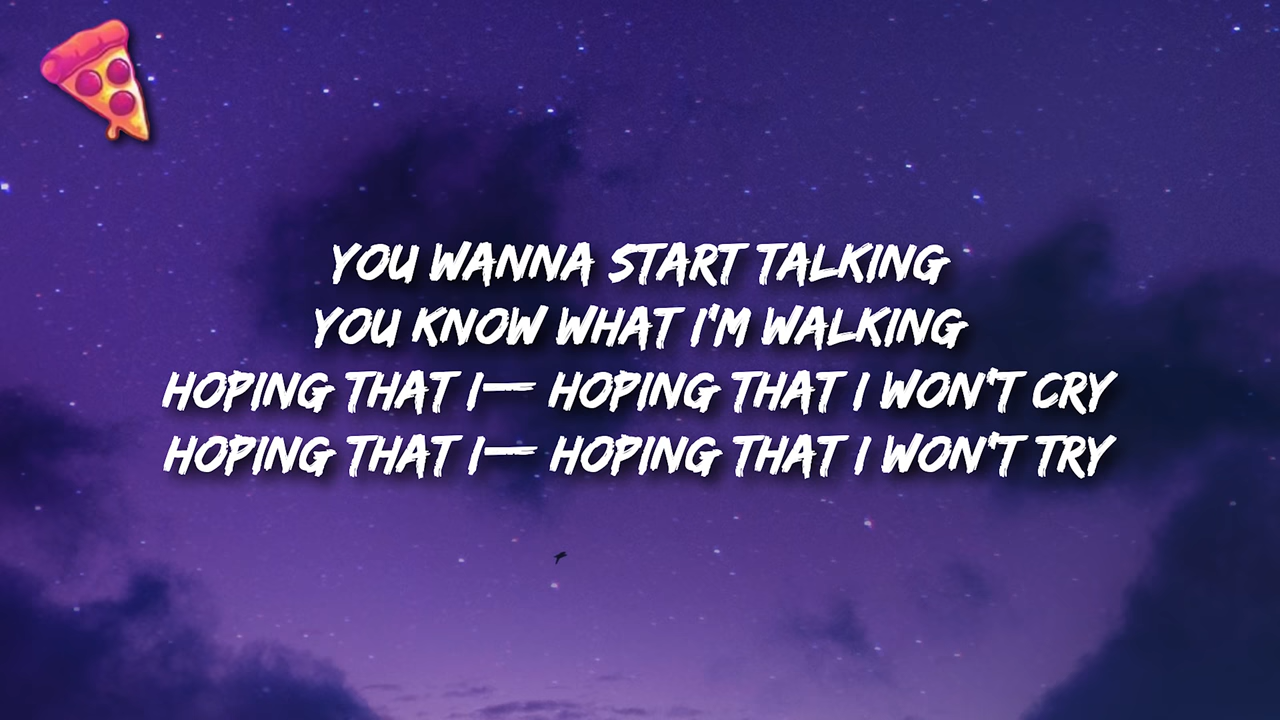 YOU WANNA START TALKING
YOU KNOW WHAT I'M WALKING
HOPING THAT I— HOPING THAT I WON'T CRY
HOPING THAT I— HOPING THAT I WON'T TRY